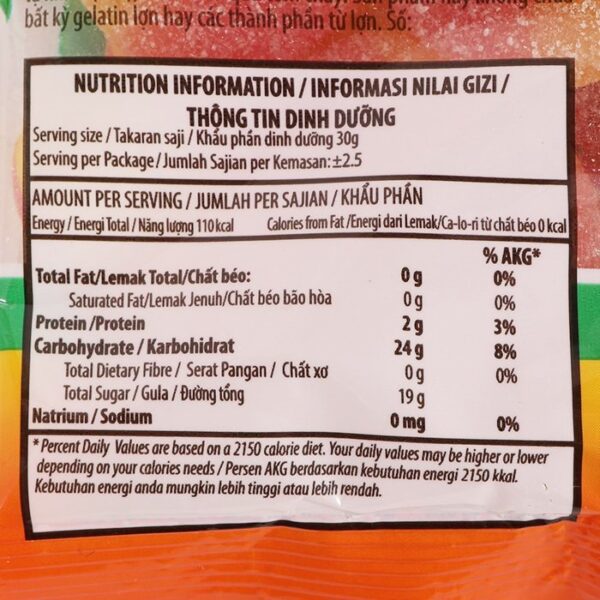 bất kỳ gelatin lợn hay các thành phần từ lợn. Số:
NUTRITION INFORMATION / INFORMASI NILAI GIZI /
THÔNG TIN DINH DƯỠNG
Serving size / Takaran saji / Khẩu phần dinh dưỡng 30g
Serving per Package / Jumlah Sajian per Kemasan: ±2.5
AMOUNT PER SERVING / JUMLAH PER SAJIAN / KHẨU PHẦN
Energy / Energi Total / Năng lượng 110 kcal Calories from Fat /Energi dari Lemak/Ca-lo-ri từ chất béo 0 kcal
% AKG*
Total Fat/Lemak Total/Chất béo: 0 g 0%
Saturated Fat/Lemak Jenuh/Chất béo bão hòa 0 g 0%
Protein /Protein 2 g 3%
Carbohydrate / Karbohidrat 24 g 8%
Total Dietary Fibre / Serat Pangan / Chất xơ 0 g 0%
Total Sugar / Gula / Đường tổng 19 g
Natrium / Sodium 0 mg 0%
* Percent Daily Values are based on a 2150 calorie diet. Your daily values may be higher or lower
depending on your calories needs / Persen AKG berdasarkan kebutuhan energi 2150 kkal.
Kebutuhan energi anda mungkin lebih tinggi atau lebih rendah.